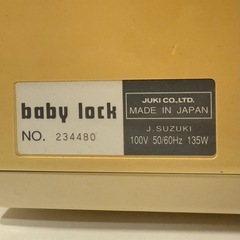 baby lock
NO. 234480
JUKI CO.,LTD.
MADE IN JAPAN
J.SUZUKI
100V 50/60Hz 135W